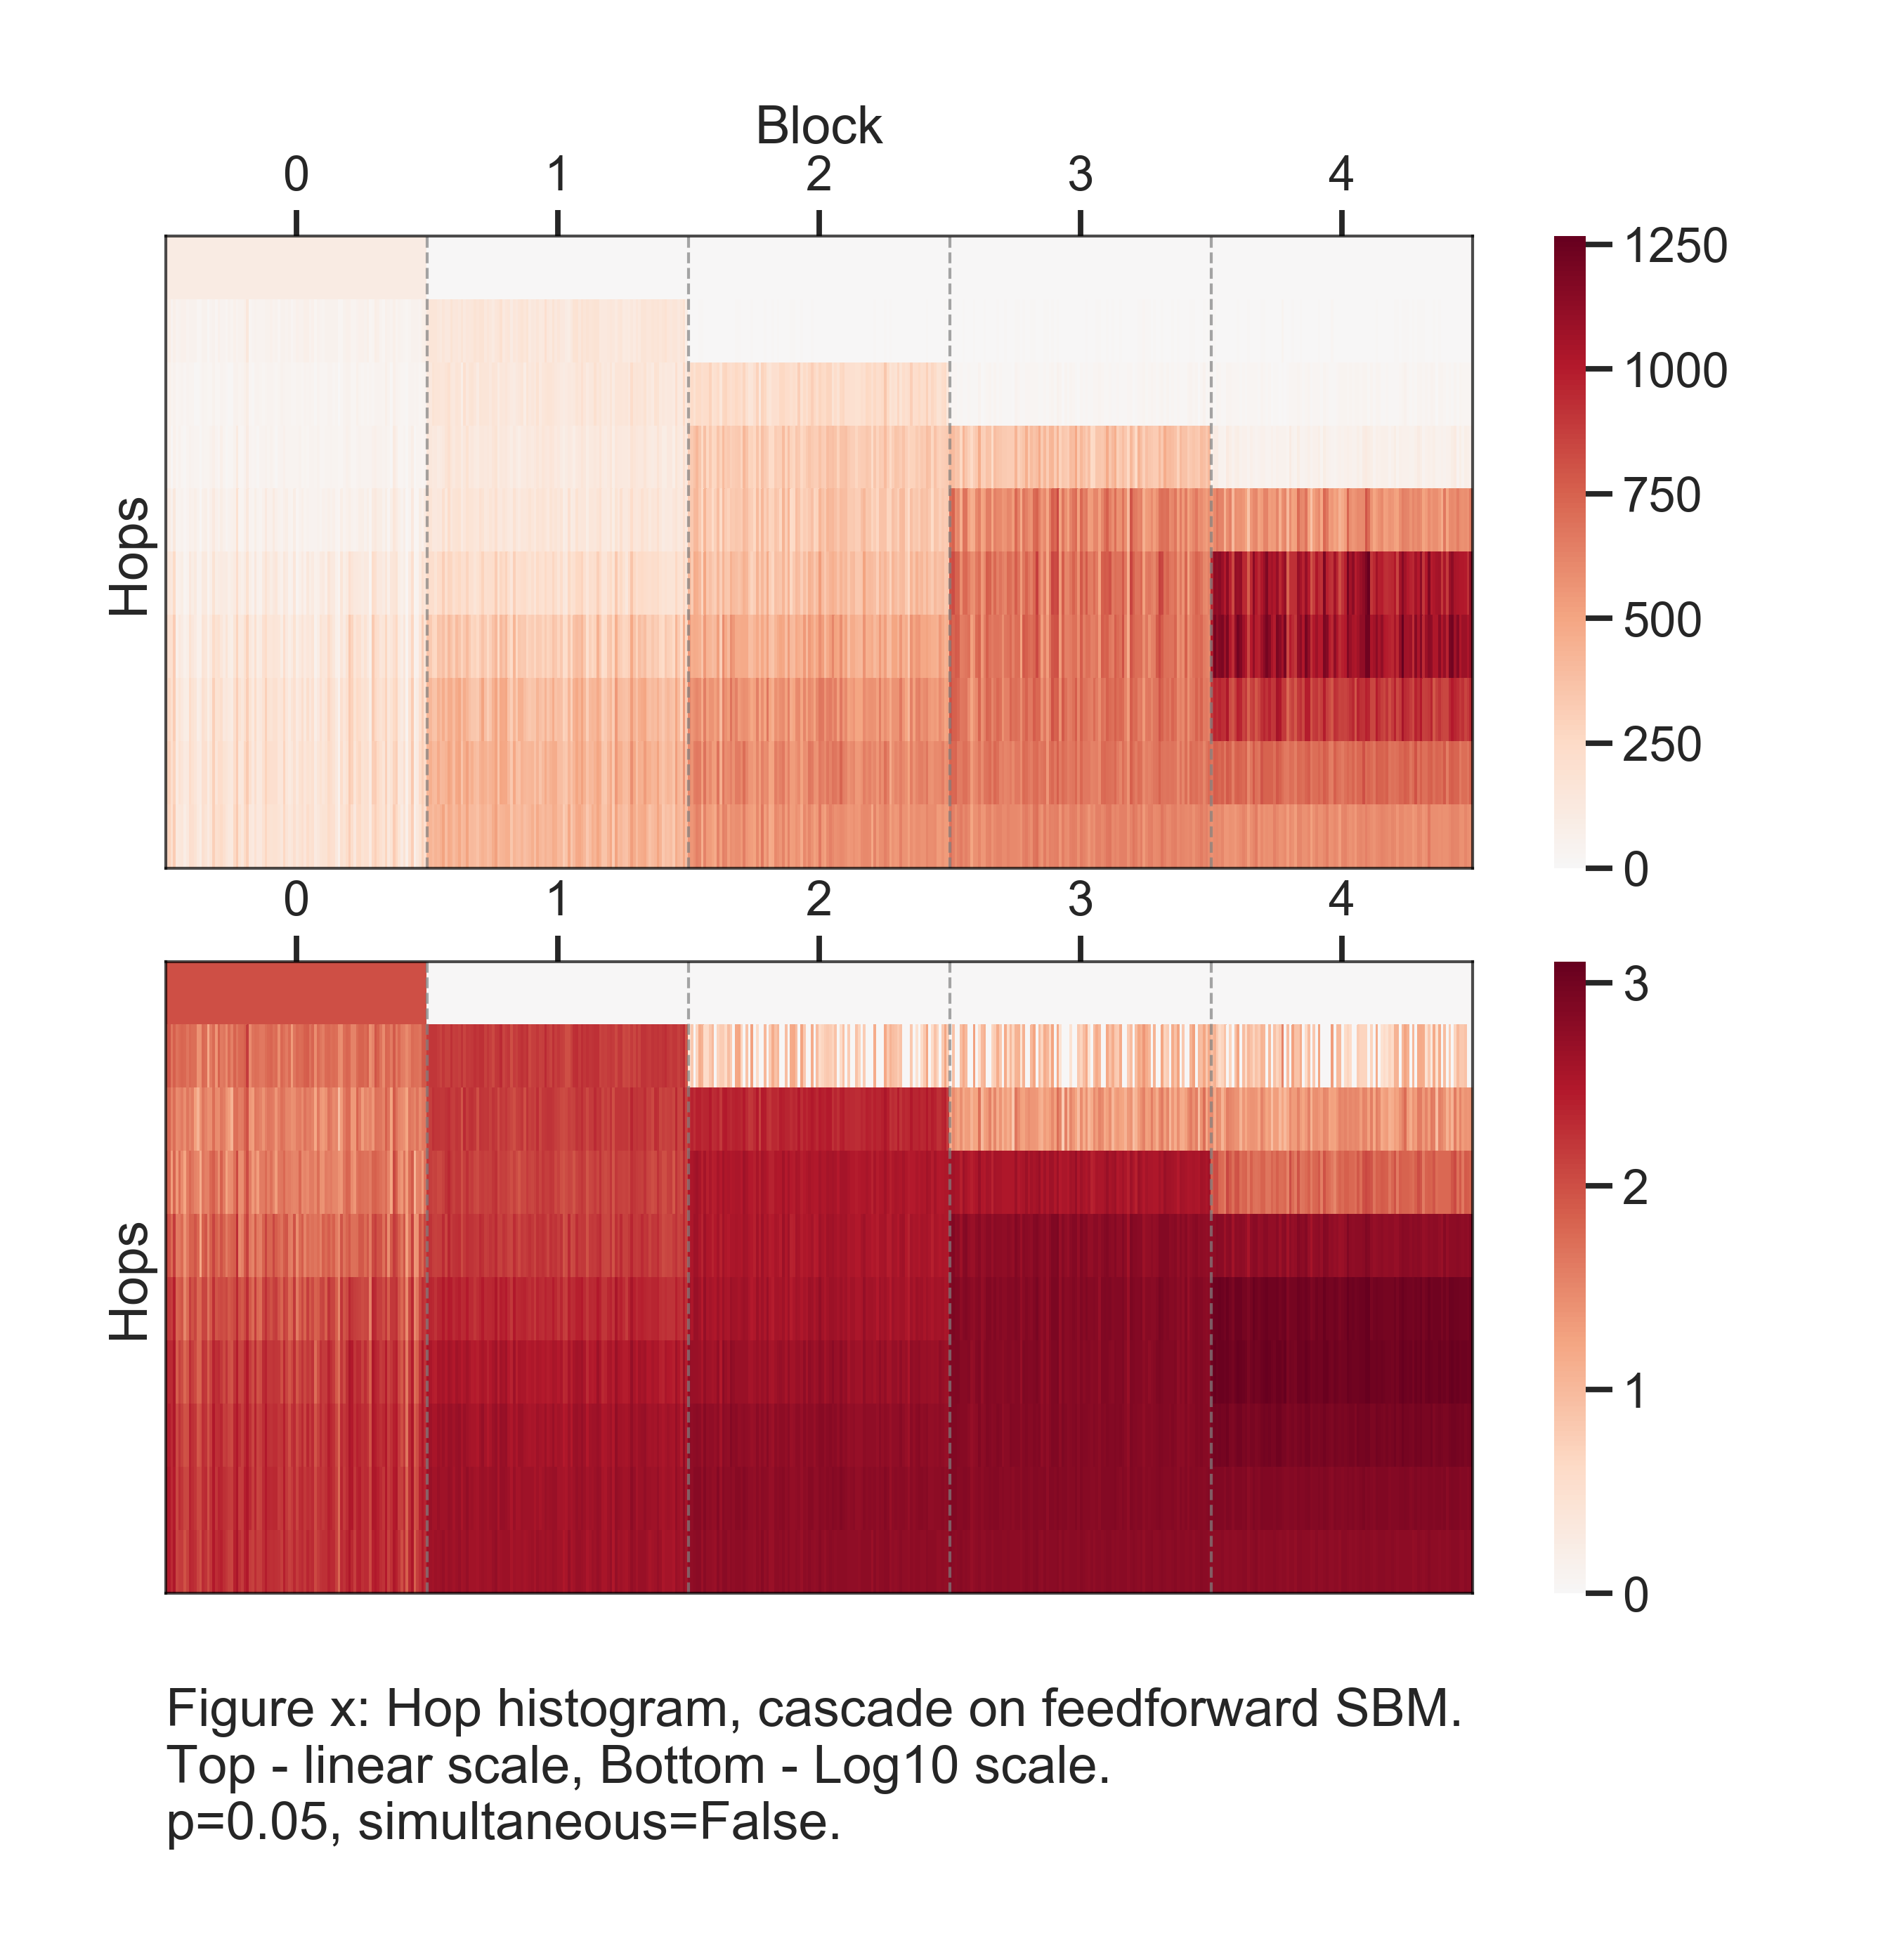 Block
0 1 2 3 4
Hops
1250
1000
750
500
250
0
0 1 2 3 4
Hops
3
2
1
0
Figure x: Hop histogram, cascade on feedforward SBM.
Top - linear scale, Bottom - Log10 scale.
p=0.05, simultaneous=False.